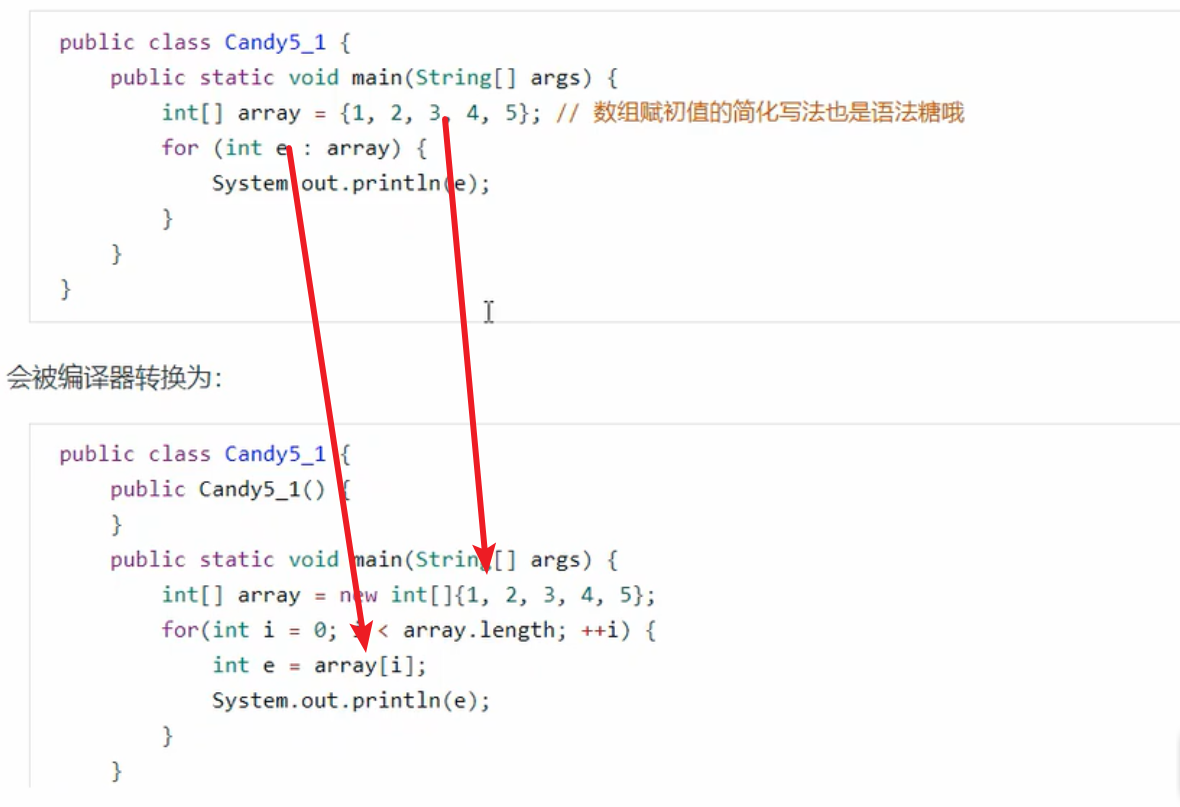 public class Candy5_1 {
public static void main(String[] args) {
int[] array = {1, 2, 3, 4, 5}; // 数组赋初值的简化写法也是语法糖哦
for (int e : array) {
System.out.println(e);
}
}
}
会被编译器转换为:
public class Candy5_1 {
public Candy5_1() {
}
public static void main(String[] args) {
int[] array = new int[]{1, 2, 3, 4, 5};
for(int i = 0; i < array.length; ++i) {
int e = array[i];
System.out.println(e);
}
}